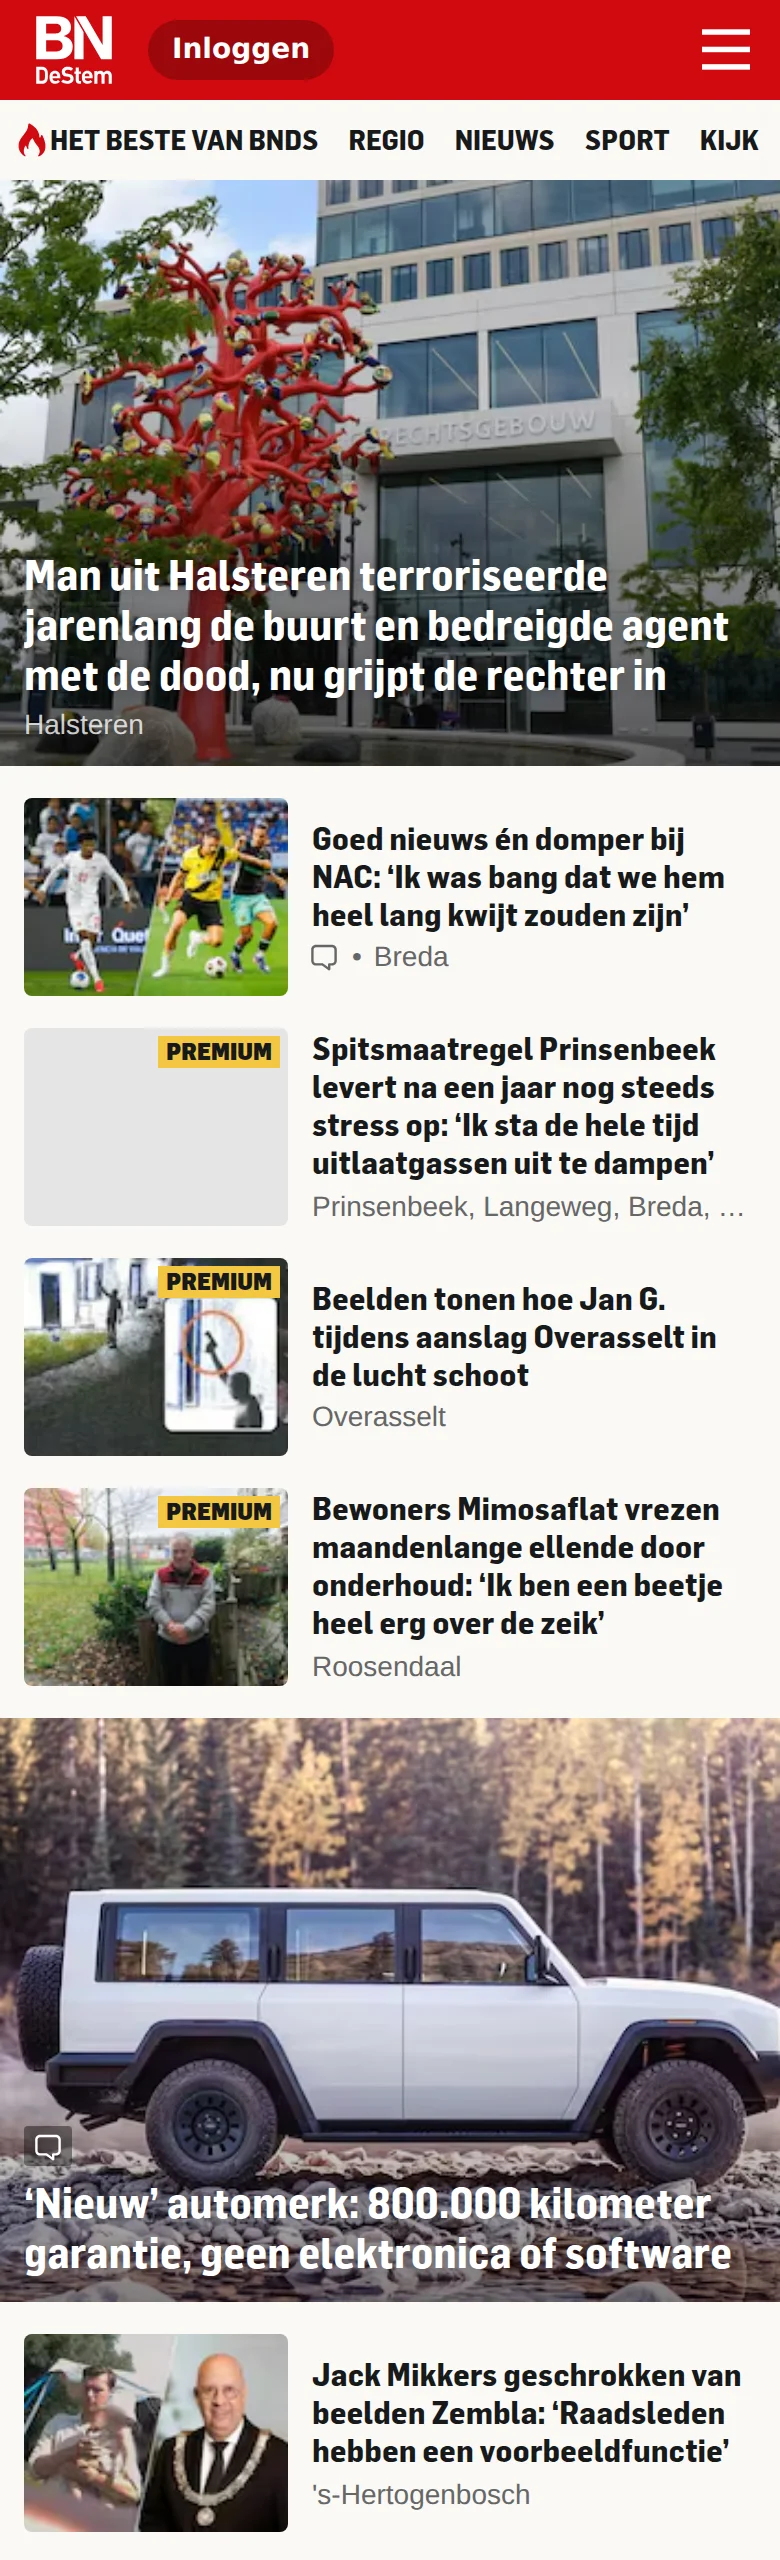 BN
DeStem
Inloggen
HET BESTE VAN BNDS
REGIO
NIEUWS
SPORT
KIJK
RECHTSGEBOUW
Man uit Halsteren terroriseerde
jarenlang de buurt en bedreigde agent
met de dood, nu grijpt de rechter in
Halsteren
Goed nieuws én domper bij
NAC: ‘Ik was bang dat we hem
heel lang kwijt zouden zijn’
• Breda
PREMIUM
Spitsmaatregel Prinsenbeek
levert na een jaar nog steeds
stress op: ‘Ik sta de hele tijd
uitlaatgassen uit te dampen’
Prinsenbeek, Langeweg, Breda, …
PREMIUM
Beelden tonen hoe Jan G.
tijdens aanslag Overasselt in
de lucht schoot
Overasselt
PREMIUM
Bewoners Mimosaflat vrezen
maandenlange ellende door
onderhoud: ‘Ik ben een beetje
heel erg over de zeik’
Roosendaal
‘Nieuw’ automerk: 800.000 kilometer
garantie, geen elektronica of software
Jack Mikkers geschrokken van
beelden Zembla: ‘Raadsleden
hebben een voorbeeldfunctie’
's-Hertogenbosch